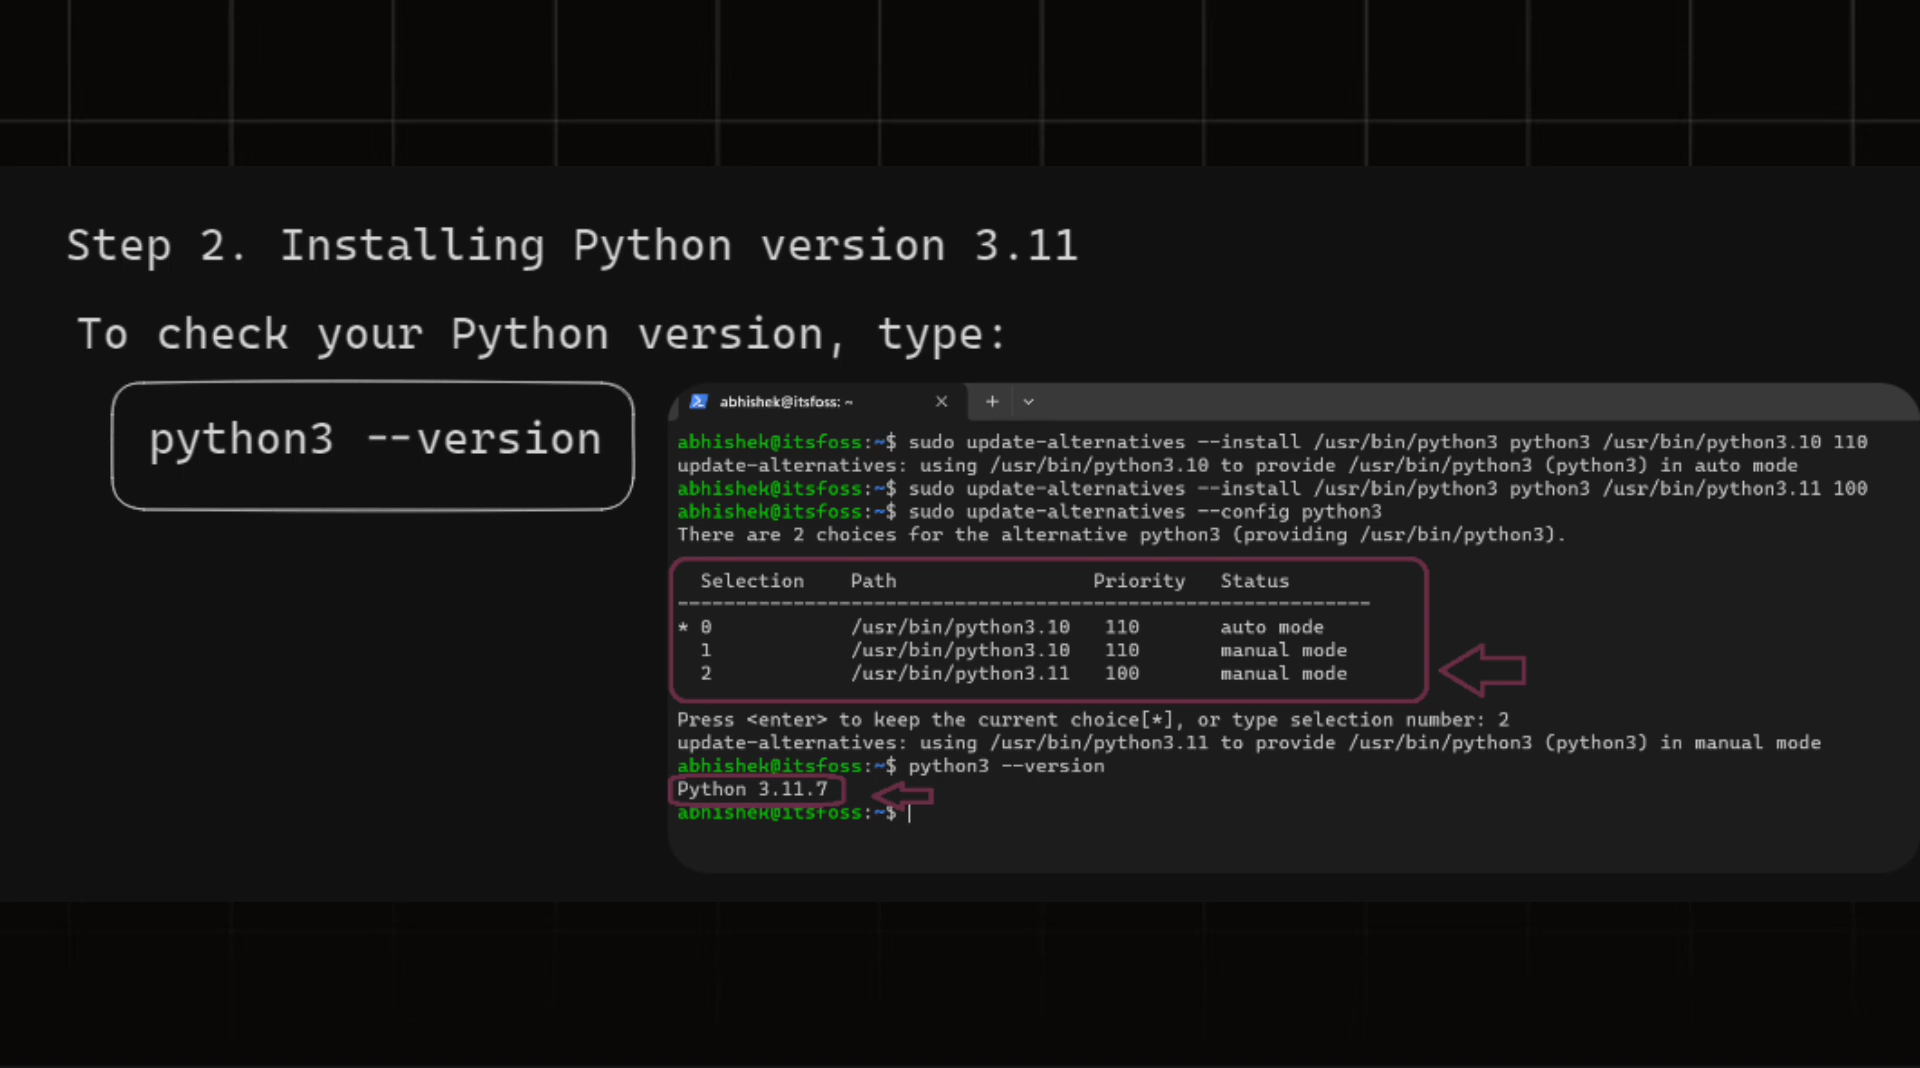 Step 2. Installing Python version 3.11
To check your Python version, type:
python3 --version
abhishek@itsfoss: ~
abhishek@itsfoss:~$ sudo update-alternatives --install /usr/bin/python3 python3 /usr/bin/python3.10 110
update-alternatives: using /usr/bin/python3.10 to provide /usr/bin/python3 (python3) in auto mode
abhishek@itsfoss:~$ sudo update-alternatives --install /usr/bin/python3 python3 /usr/bin/python3.11 100
abhishek@itsfoss:~$ sudo update-alternatives --config python3
There are 2 choices for the alternative python3 (providing /usr/bin/python3).
Selection Path Priority Status
------------------------------------------------------------
* 0 /usr/bin/python3.10 110 auto mode
1 /usr/bin/python3.10 110 manual mode
2 /usr/bin/python3.11 100 manual mode
Press <enter> to keep the current choice[*], or type selection number: 2
update-alternatives: using /usr/bin/python3.11 to provide /usr/bin/python3 (python3) in manual mode
abhishek@itsfoss:~$ python3 --version
Python 3.11.7
abhishek@itsfoss:~$